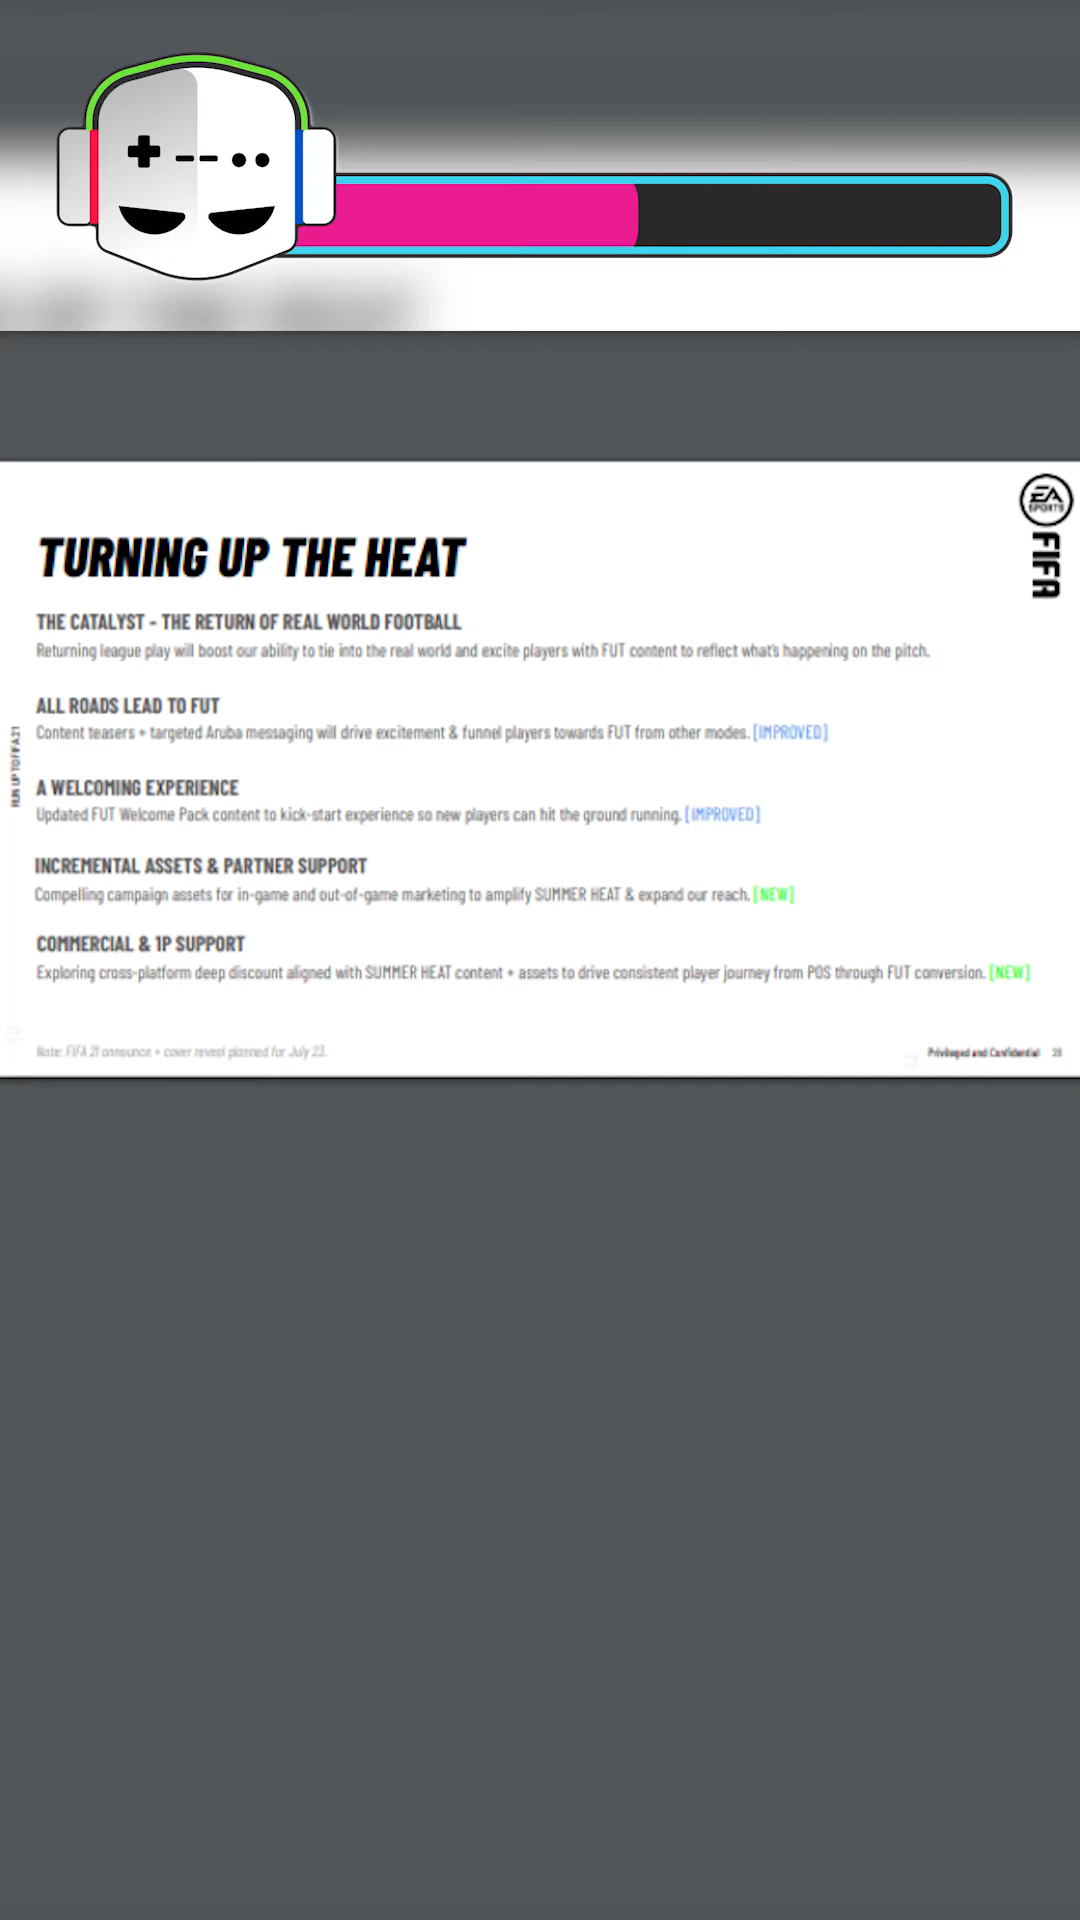 EA
SPORTS
FIFA
TURNING UP THE HEAT
THE CATALYST - THE RETURN OF REAL WORLD FOOTBALL
Returning league play will boost our ability to tie into the real world and excite players with FUT content to reflect what's happening on the pitch.
ALL ROADS LEAD TO FUT
Content teasers + targeted Aruba messaging will drive excitement & funnel players towards FUT from other modes. [IMPROVED]
RUN UP TO FIFA 21
A WELCOMING EXPERIENCE
Updated FUT Welcome Pack content to kick-start experience so new players can hit the ground running. [IMPROVED]
INCREMENTAL ASSETS & PARTNER SUPPORT
Compelling campaign assets for in-game and out-of-game marketing to amplify SUMMER HEAT & expand our reach. [NEW]
COMMERCIAL & 1P SUPPORT
Exploring cross-platform deep discount aligned with SUMMER HEAT content + assets to drive consistent player journey from POS through FUT conversion. [NEW]
Note: FIFA 21 announce + cover reveal planned for July 23.
Privileged and Confidential